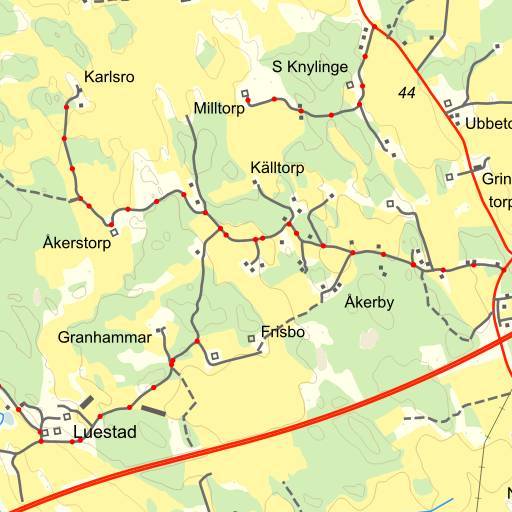 S Knylinge
Karlsro
44
Milltorp
Ubbeto
Källtorp
Grin
torp
Åkerstorp
Åkerby
Frisbo
Granhammar
Luestad
N